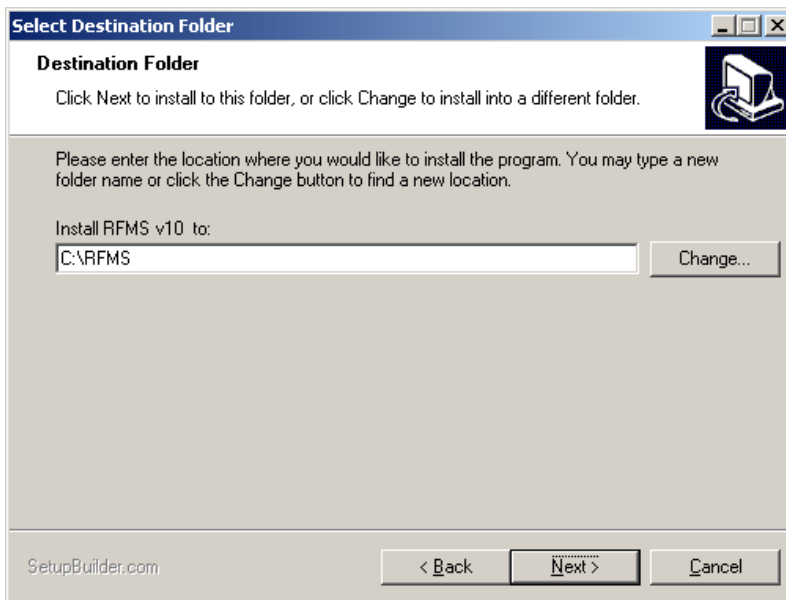 Select Destination Folder
Destination Folder
Click Next to install to this folder, or click Change to install into a different folder.
Please enter the location where you would like to install the program. You may type a new
folder name or click the Change button to find a new location.
Install RFMS v10 to:
C:\RFMS
Change...
SetupBuilder.com
< Back
Next >
Cancel